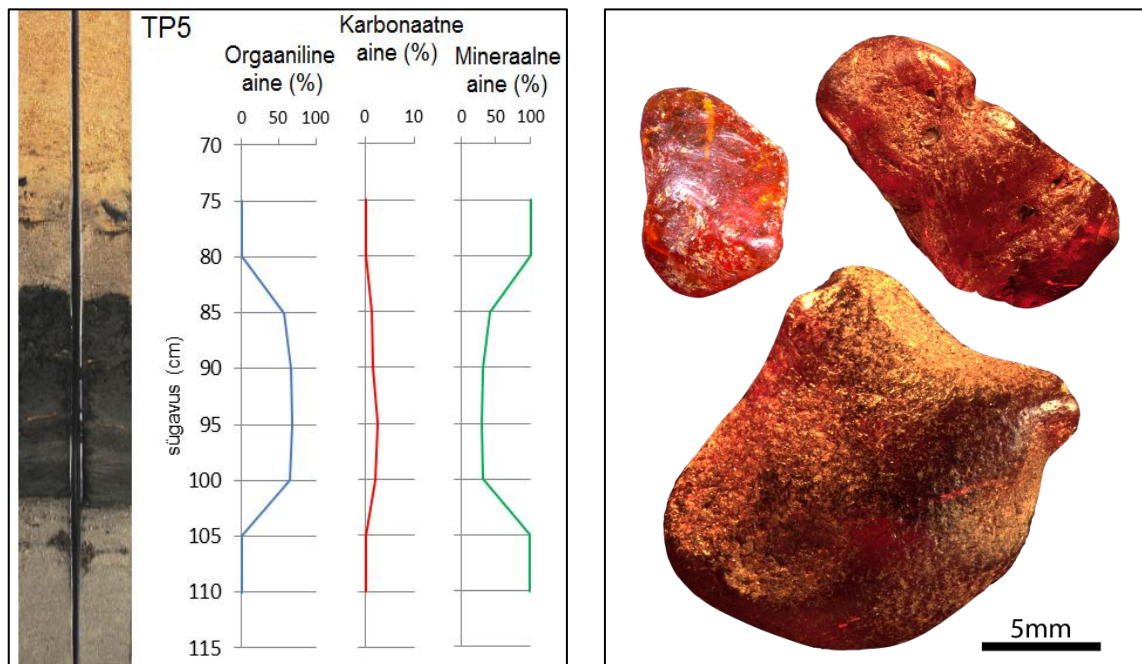 TP5
Orgaaniline
aine (%)
Karbonaatne
aine (%)
Mineraalne
aine (%)
0 50 100
0 10
0 50 100
70
75
80
85
90
95
100
105
110
115
sügavus (cm)
5mm